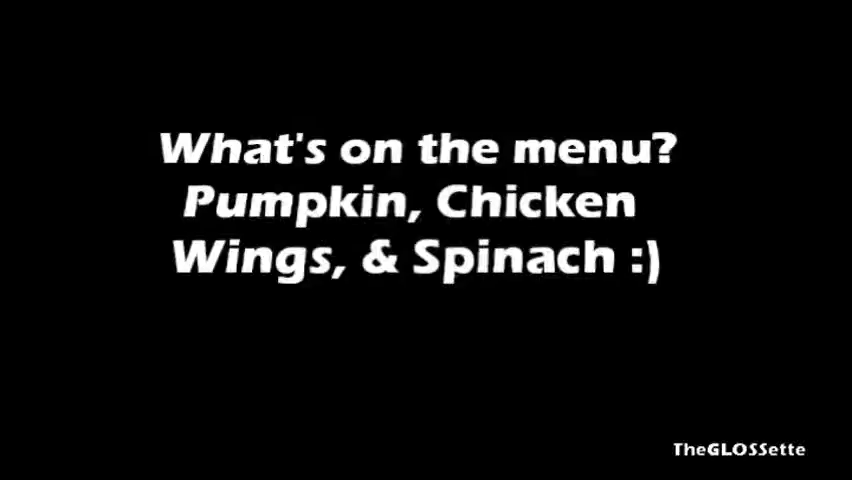 What's on the menu?
Pumpkin, Chicken
Wings, & Spinach :)
TheGLOSSette